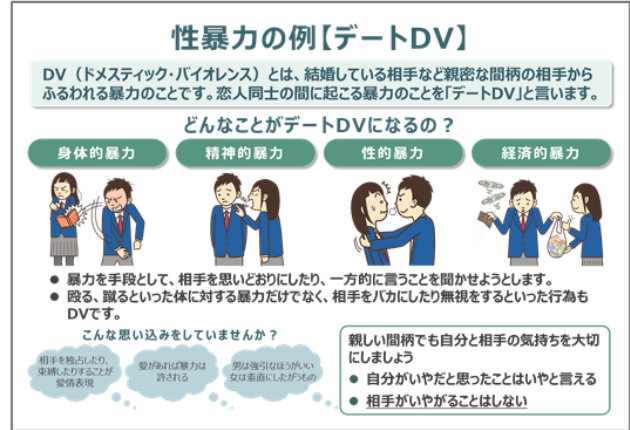 性暴力の例【デートDV】
DV（ドメスティック・バイオレンス）とは、結婚している相手など親密な間柄の相手から
ふるわれる暴力のことです。恋人同士の間に起こる暴力のことを「デートDV」と言います。
どんなことがデートDVになるの？
身体的暴力
精神的暴力
性的暴力
経済的暴力
● 暴力を手段として、相手を思いどおりにしたり、一方的に言うことを聞かせようとします。
● 殴る、蹴るといった体に対する暴力だけでなく、相手をバカにしたり無視をするといった行為も
DVです。
こんな思い込みをしていませんか？
相手を独占したり、
束縛したりすることが
愛情表現
愛があれば暴力は
許される
男は強引なほうがいい
女は素直にしたがうもの
親しい間柄でも自分と相手の気持ちを大切
にしましょう
● 自分がいやだと思ったことはいやと言える
● 相手がいやがることはしない